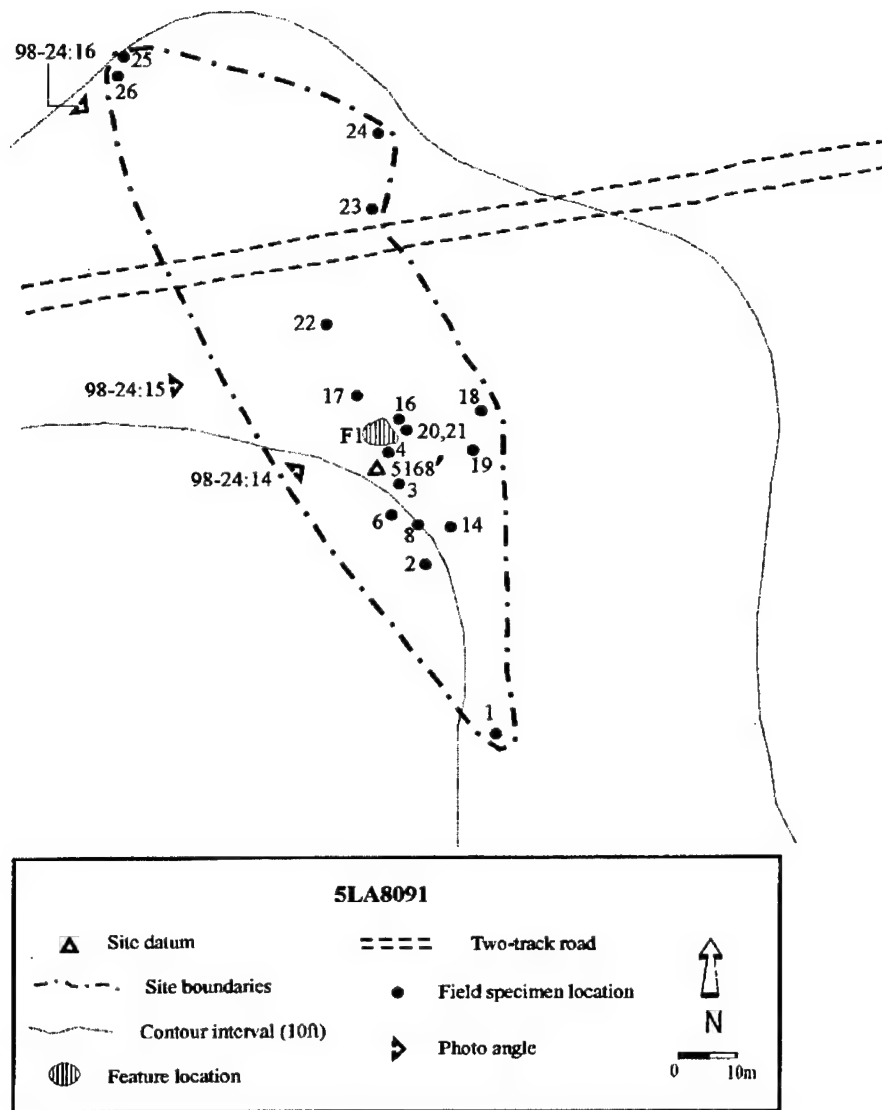 98-24:16
25
26
24
23
22
98-24:15
17
16
18
F1
20,21
4
19
98-24:14
5168'
3
6
8
14
2
1
5LA8091
Site datum
Two-track road
Site boundaries
Field specimen location
Contour interval (10ft)
Photo angle
N
Feature location
0 10m